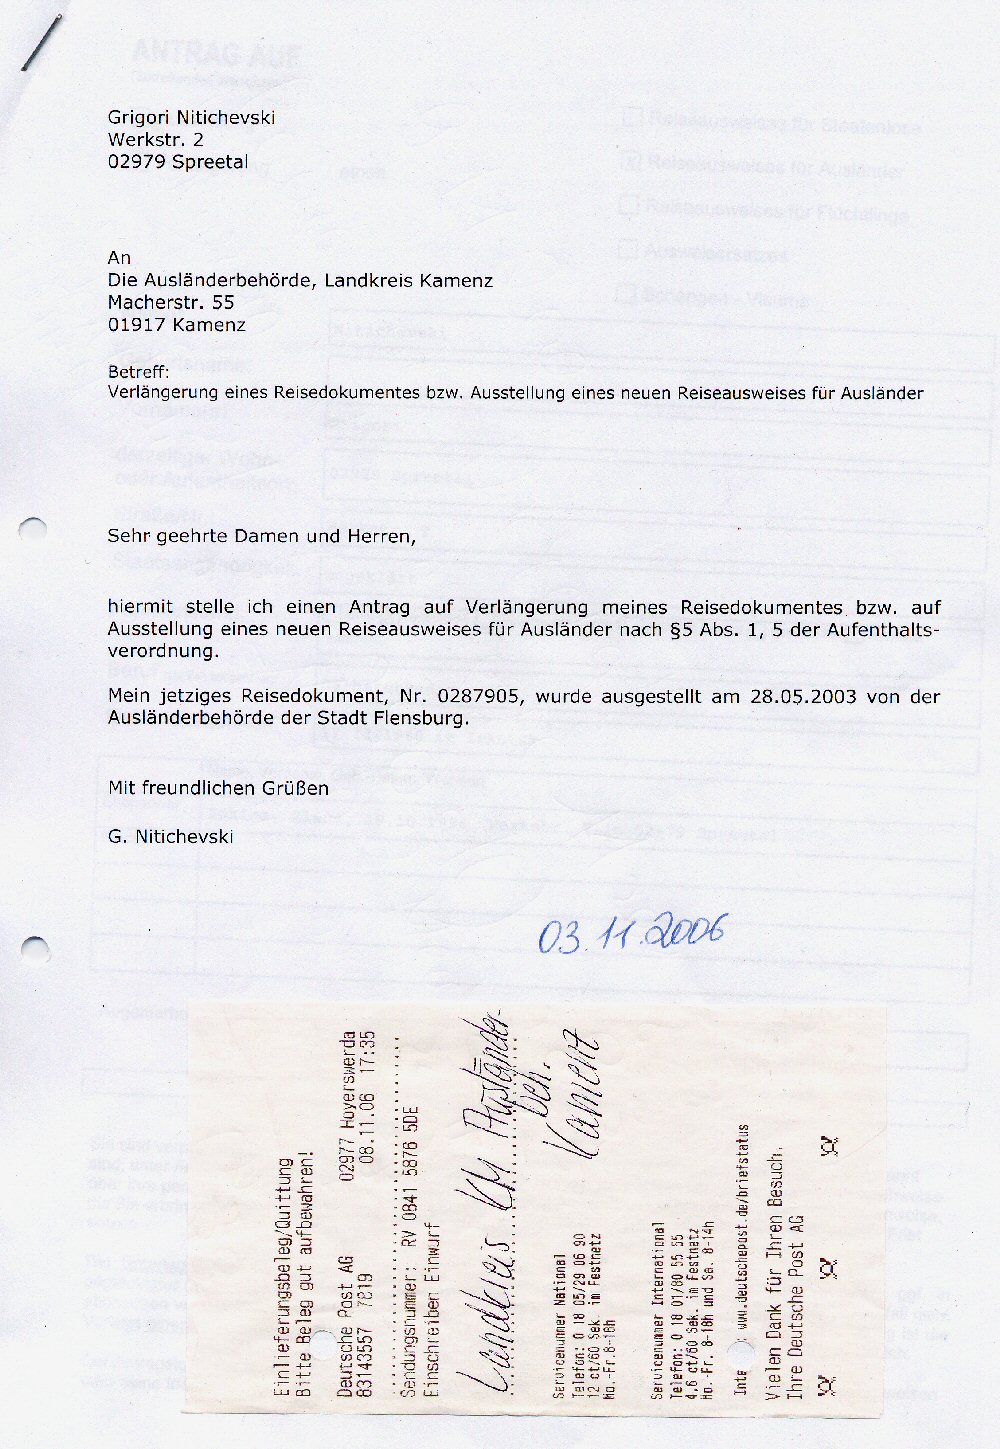 Grigori Nitichevski
Werkstr. 2
02979 Spreetal
An
Die Ausländerbehörde, Landkreis Kamenz
Macherstr. 55
01917 Kamenz
Betreff:
Verlängerung eines Reisedokumentes bzw. Ausstellung eines neuen Reiseausweises für Ausländer
Sehr geehrte Damen und Herren,
hiermit stelle ich einen Antrag auf Verlängerung meines Reisedokumentes bzw. auf
Ausstellung eines neuen Reiseausweises für Ausländer nach §5 Abs. 1, 5 der Aufenthalts-
verordnung.
Mein jetziges Reisedokument, Nr. 0287905, wurde ausgestellt am 28.05.2003 von der
Ausländerbehörde der Stadt Flensburg.
Mit freundlichen Grüßen
G. Nitichevski
03.11.2006
Einlieferungsbeleg/Quittung
Bitte Beleg gut aufbewahren!
Deutsche Post AG 02977 Hoyerswerda
83143557 7819 08.11.06 17:35
Sendungsnummer: RV 0841 5876 5DE
Einschreiben Einwurf
Landkreis KM Ausländer-
beh.
Kamenz
Servicenummer National
Telefon: 0 18 05/29 06 90
12 ct/60 Sek. im Festnetz
Mo.-Fr.8-18h
Servicenummer International
Telefon: 0 18 01/80 55 55
4,6 ct/60 Sek. im Festnetz
Mo.-Fr. 8-18h und Sa. 8-14h
: www.deutschepost.de/briefstatus
Vielen Dank für Ihren Besuch.
Ihre Deutsche Post AG